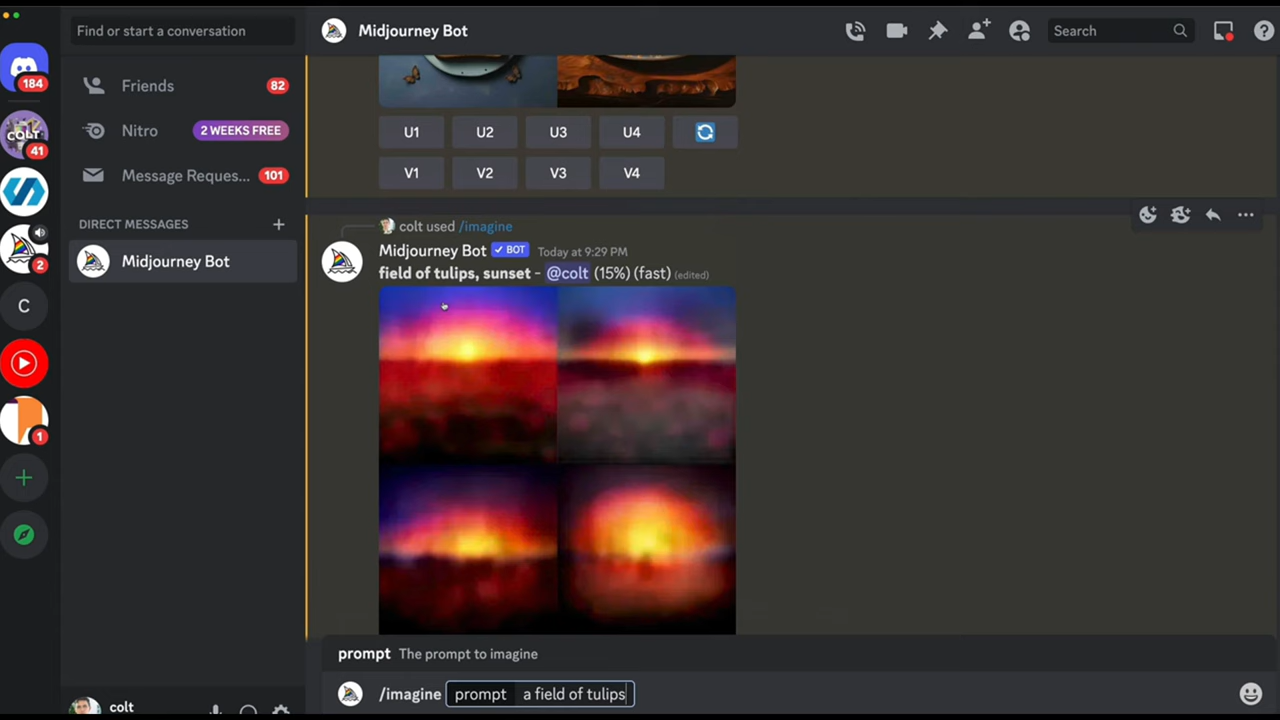 Find or start a conversation
Midjourney Bot
Search
184
Friends
82
COLT
41
Nitro
2 WEEKS FREE
Message Reques...
101
U1
U2
U3
U4
V1
V2
V3
V4
DIRECT MESSAGES
2
Midjourney Bot
C
1
colt used /imagine
Midjourney Bot
BOT
Today at 9:29 PM
field of tulips, sunset - @colt (15%) (fast) (edited)
prompt The prompt to imagine
/imagine prompt a field of tulips
colt